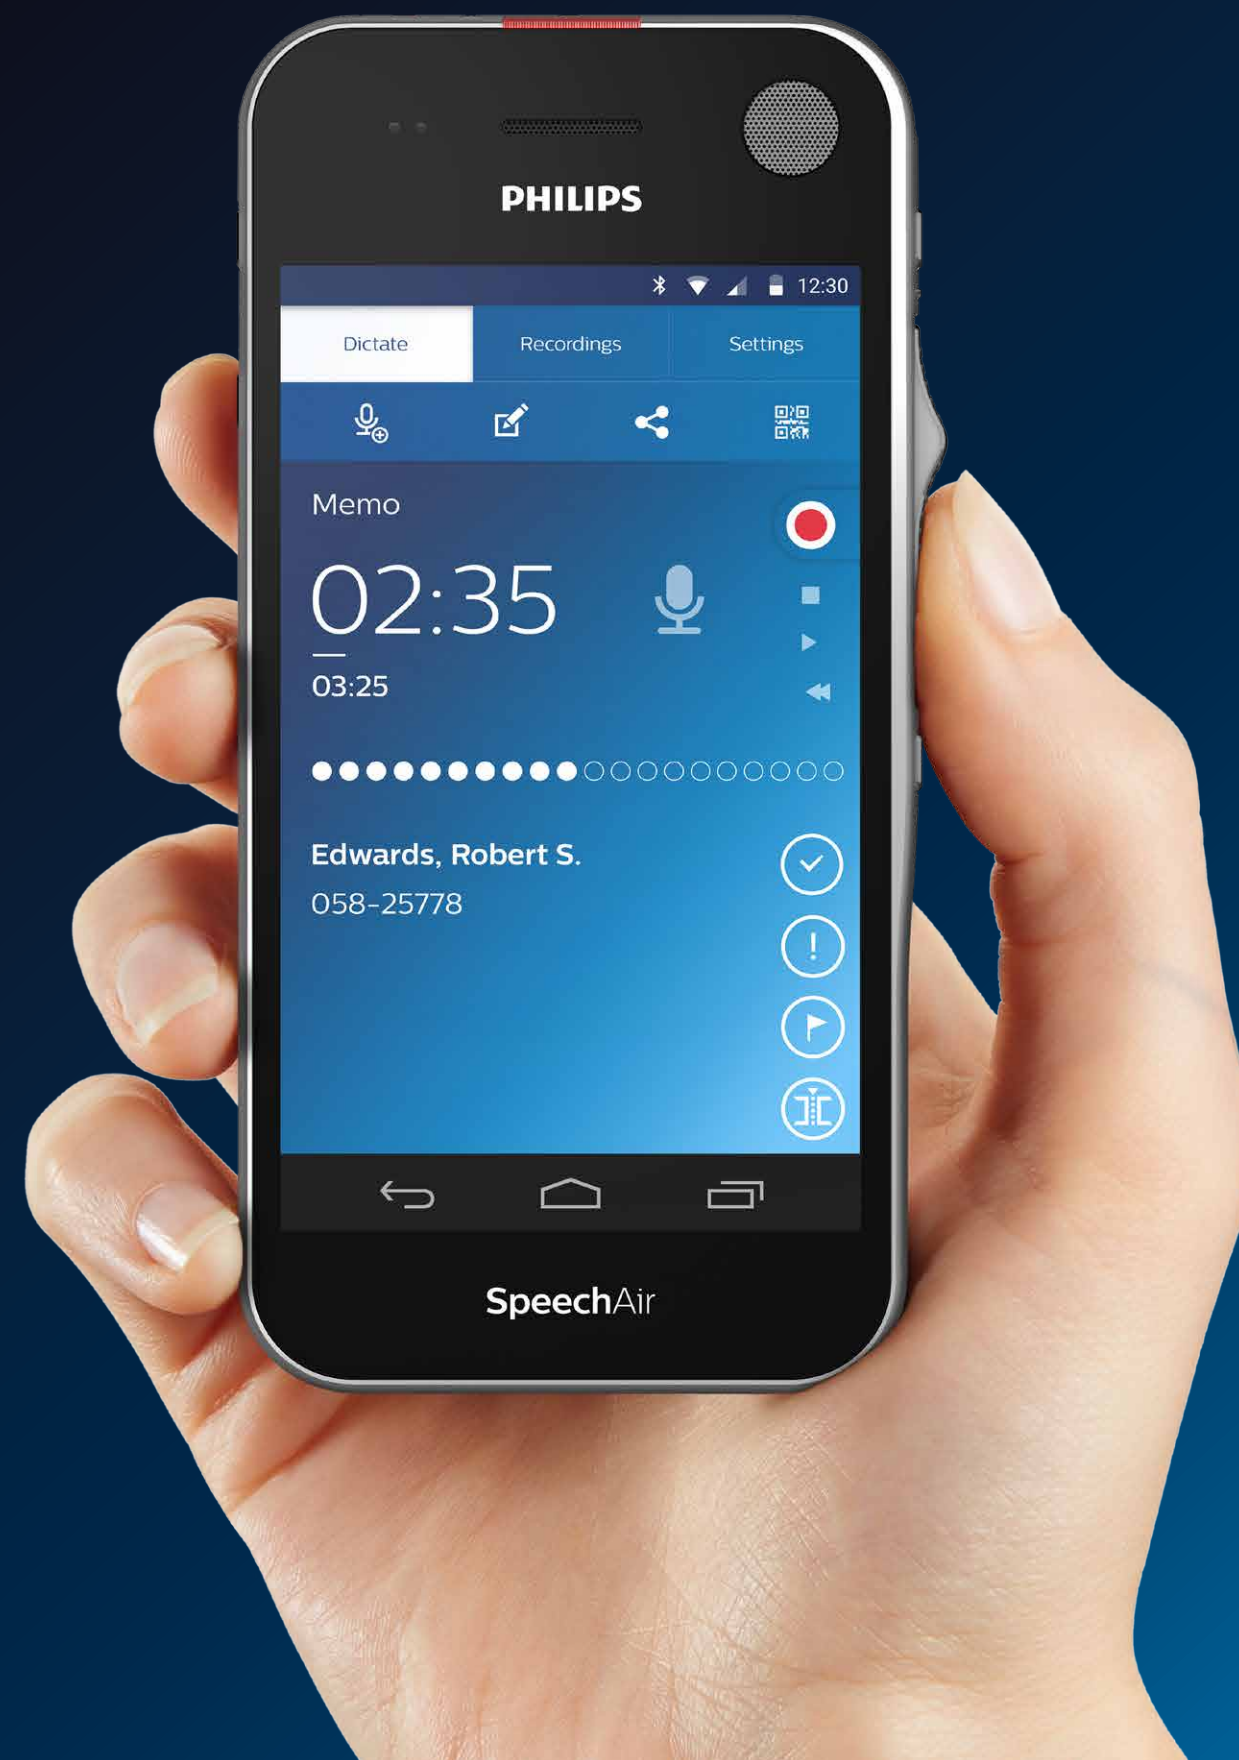 PHILIPS
12:30
Dictate Recordings Settings
Memo
02:35
03:25
Edwards, Robert S.
058-25778
SpeechAir